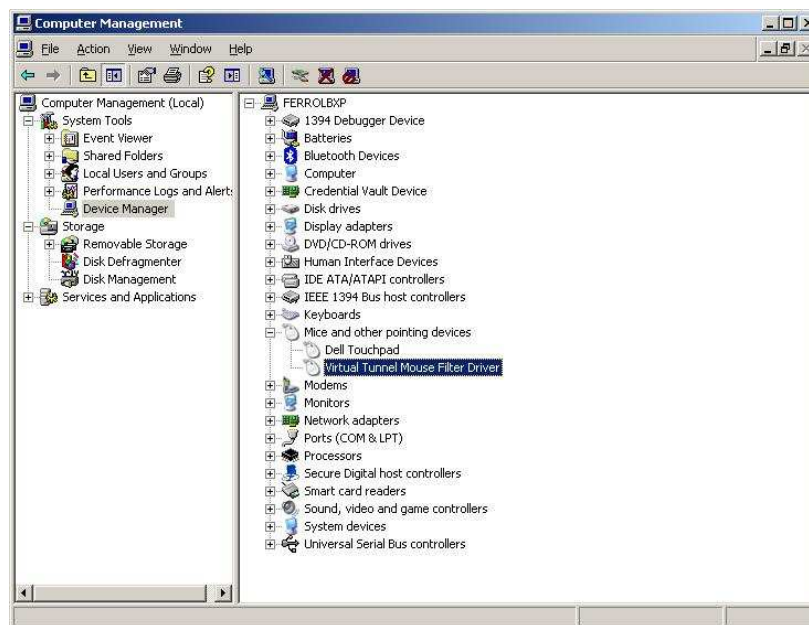 Computer Management
File Action View Window Help
Computer Management (Local)
System Tools
Event Viewer
Shared Folders
Local Users and Groups
Performance Logs and Alert
Device Manager
Storage
Removable Storage
Disk Defragmenter
Disk Management
Services and Applications
FERROLBXP
1394 Debugger Device
Batteries
Bluetooth Devices
Computer
Credential Vault Device
Disk drives
Display adapters
DVD/CD-ROM drives
Human Interface Devices
IDE ATA/ATAPI controllers
IEEE 1394 Bus host controllers
Keyboards
Mice and other pointing devices
Dell Touchpad
Virtual Tunnel Mouse Filter Driver
Modems
Monitors
Network adapters
Ports (COM & LPT)
Processors
Secure Digital host controllers
Smart card readers
Sound, video and game controllers
System devices
Universal Serial Bus controllers